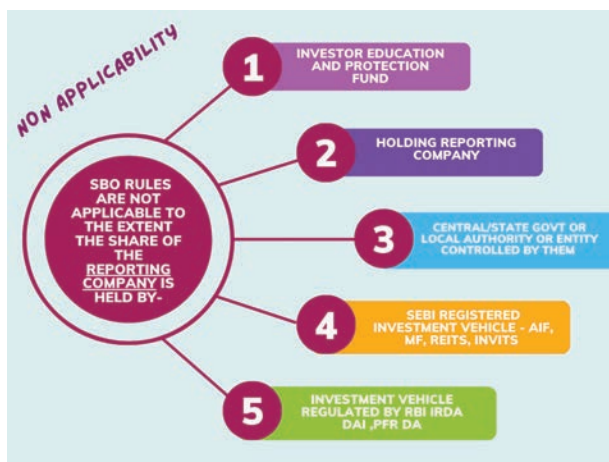 NON APPLICABILITY
SBO RULES
ARE NOT
APPLICABLE TO
THE EXTENT
THE SHARE OF
THE
REPORTING
COMPANY IS
HELD BY-
1
INVESTOR EDUCATION
AND PROTECTION
FUND
2
HOLDING REPORTING
COMPANY
3
CENTRAL/STATE GOVT OR
LOCAL AUTHORITY OR ENTITY
CONTROLLED BY THEM
4
SEBI REGISTERED
INVESTMENT VEHICLE - AIF,
MF, REITS, INVITS
5
INVESTMENT VEHICLE
REGULATED BY RBI IRDA
DAI ,PFR DA